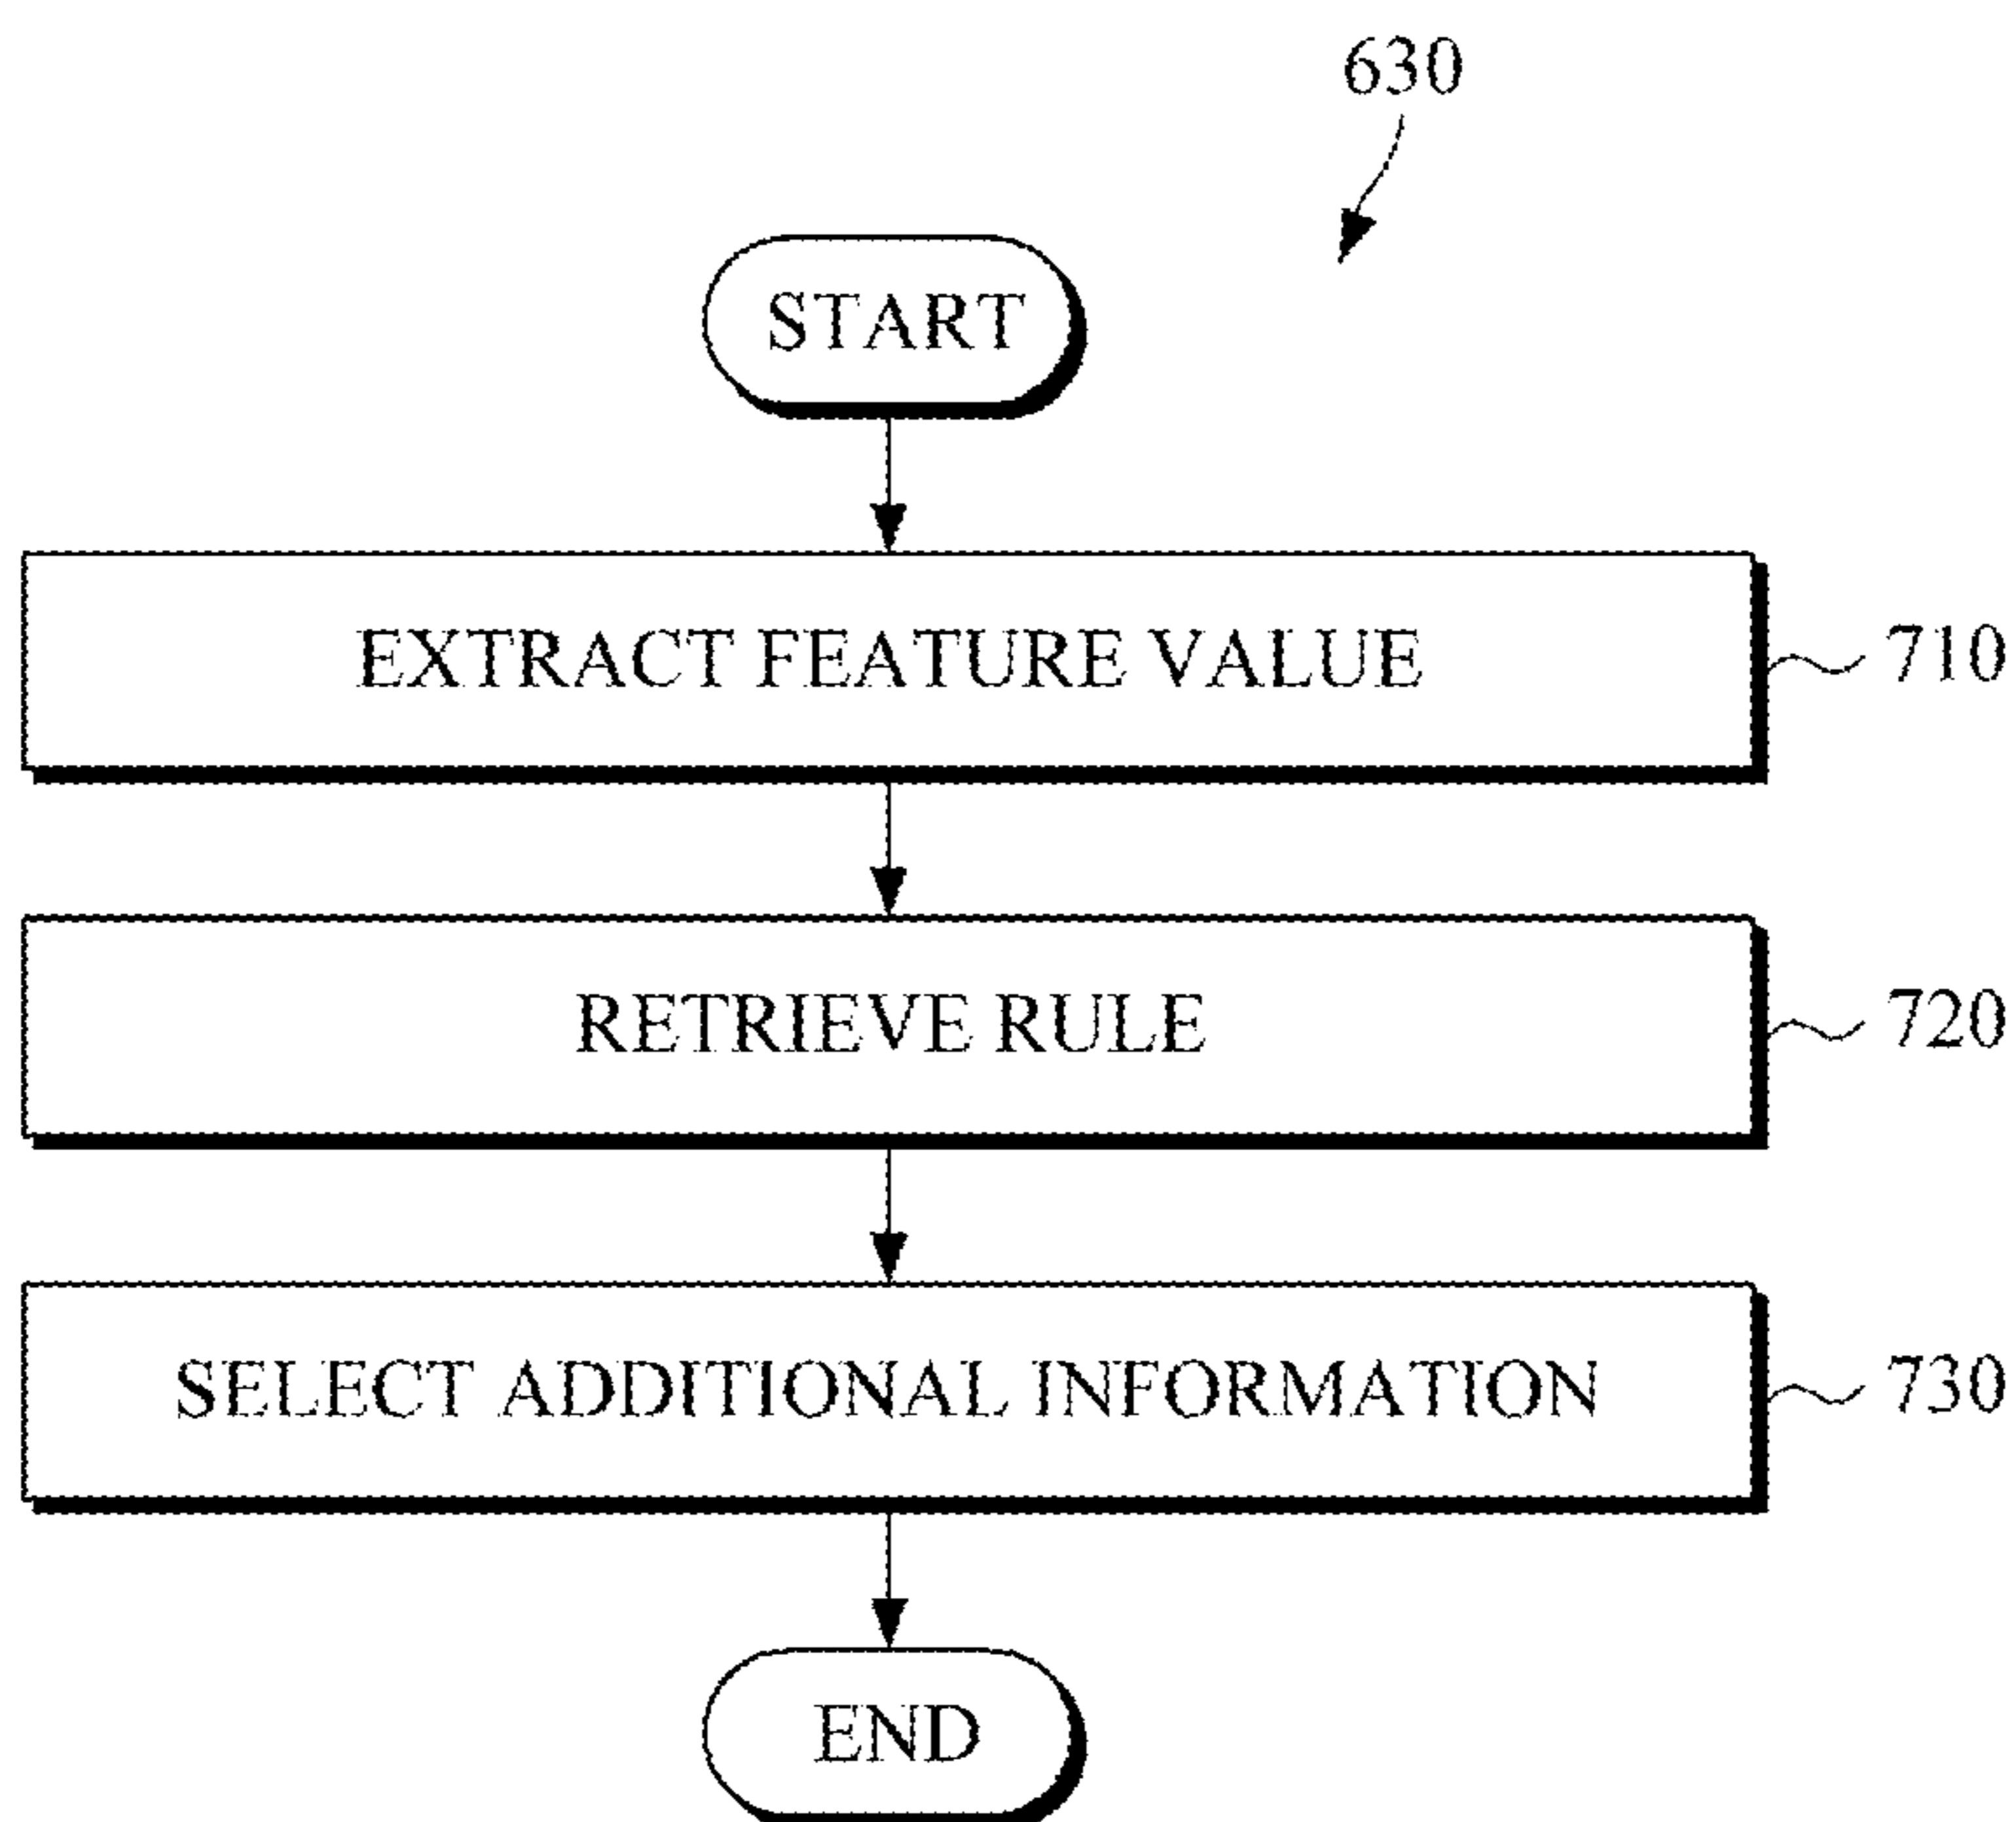 630
START
EXTRACT FEATURE VALUE
710
RETRIEVE RULE
720
SELECT ADDITIONAL INFORMATION
730
END